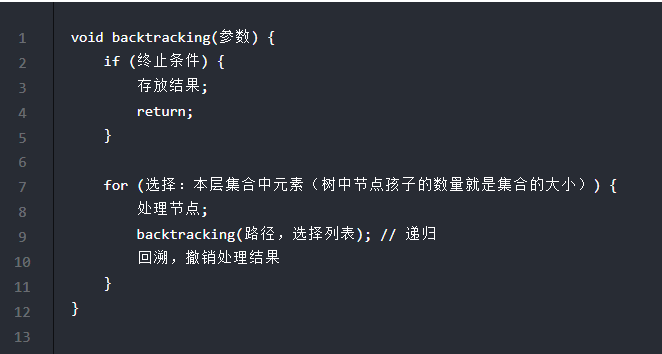 1 void backtracking(参数) {
2 if (终止条件) {
3 存放结果;
4 return;
5 }
6
7 for (选择：本层集合中元素（树中节点孩子的数量就是集合的大小）) {
8 处理节点;
9 backtracking(路径，选择列表); // 递归
10 回溯，撤销处理结果
11 }
12 }
13